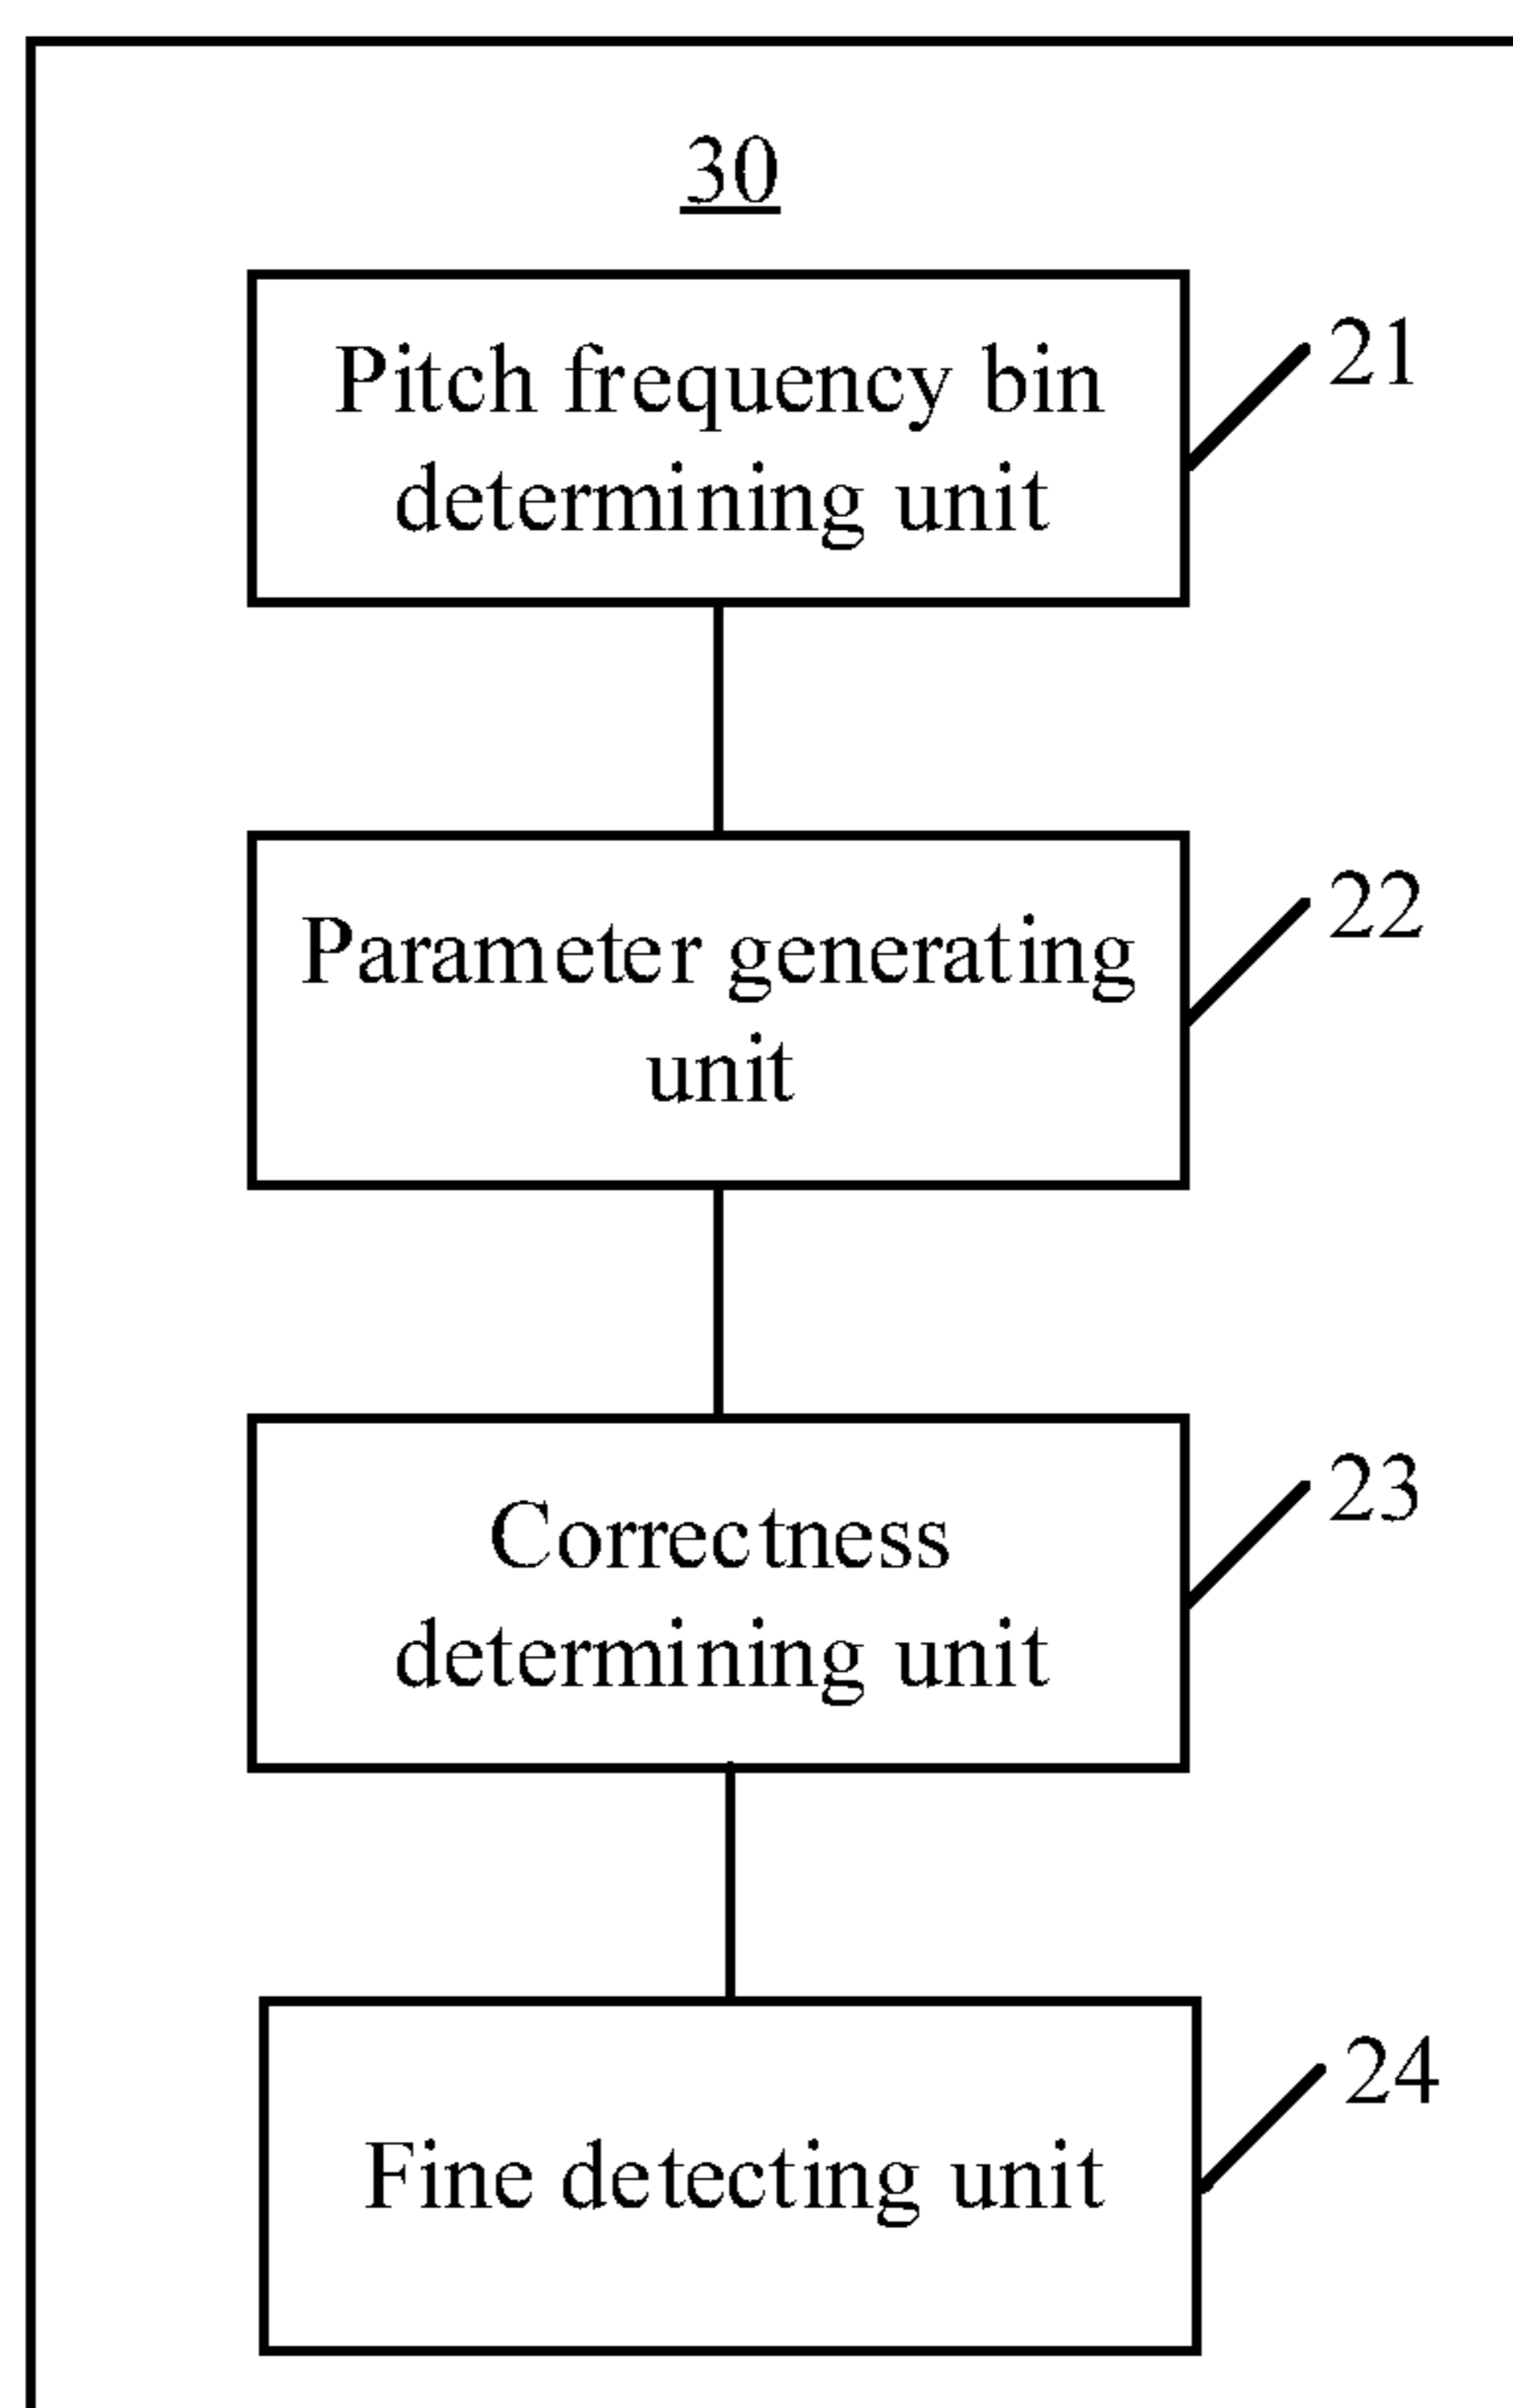 30
Pitch frequency bin
determining unit
21
Parameter generating
unit
22
Correctness
determining unit
23
Fine detecting unit
24